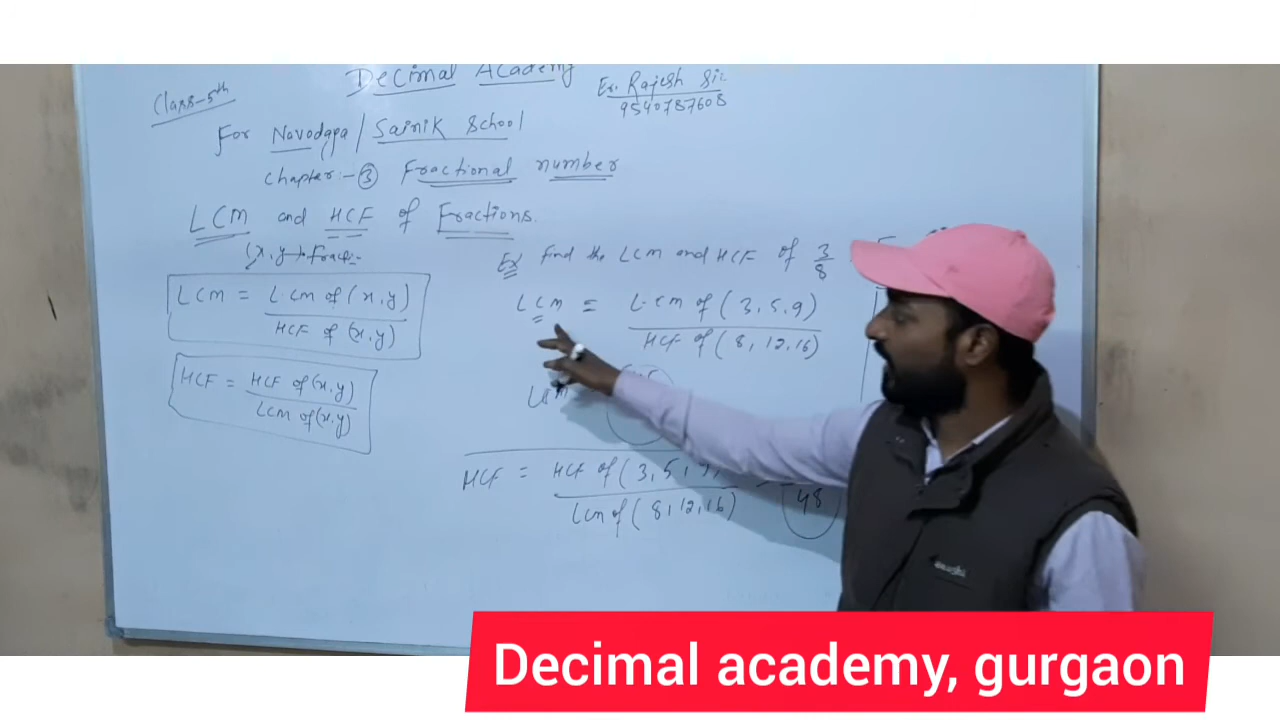 Decimal Academy
Er. Rajesh Sir
9540787608
Class-5th
For Navodaya / Sainik School
Chapter:-③ Fractional number
LCM and HCF of Fractions.
(x,y → Frac
LCM = L.CM of (x,y) / HCF of (x,y)
HCF = HCF of (x,y) / LCM of (x,y)
Ex find the LCM and HCF of 3/8
LCM = L.CM of (3,5,9) / HCF of (8,12,16)
LCM
HCF = HCF of (3,5, / LCM of (8,12,16)
48
Decimal academy, gurgaon